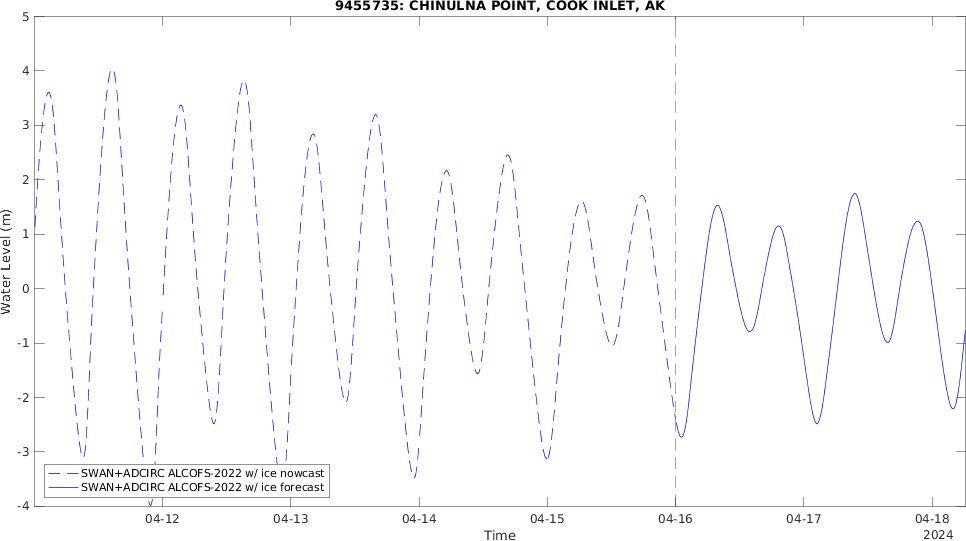 9455735: CHINULNA POINT, COOK INLET, AK
5
4
3
2
1
0
-1
-2
-3
-4
Water Level (m)
SWAN+ADCIRC ALCOFS-2022 w/ ice nowcast
SWAN+ADCIRC ALCOFS-2022 w/ ice forecast
04-12 04-13 04-14 04-15 04-16 04-17 04-18
Time
2024